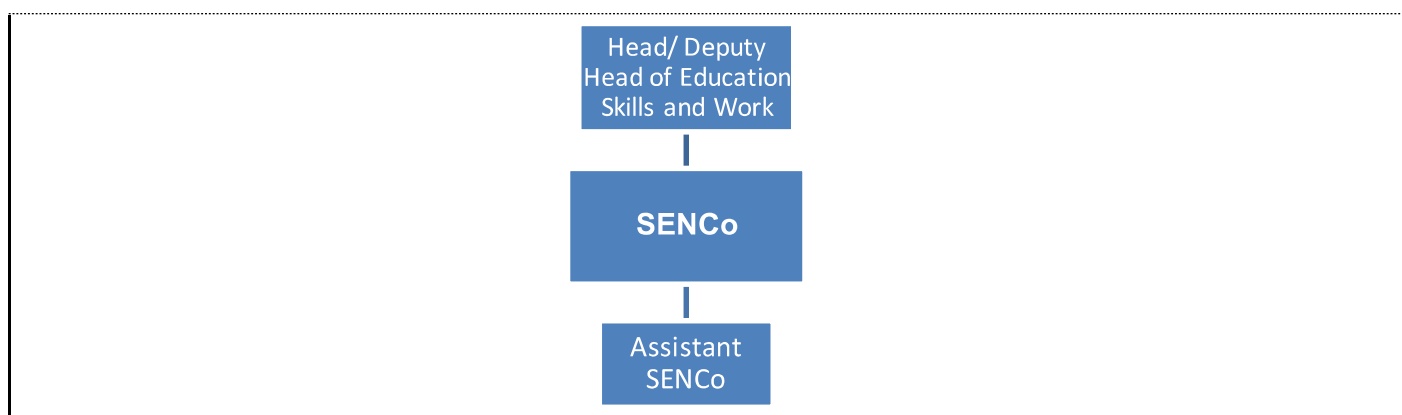 Head/ Deputy
Head of Education
Skills and Work
SENCo
Assistant
SENCo